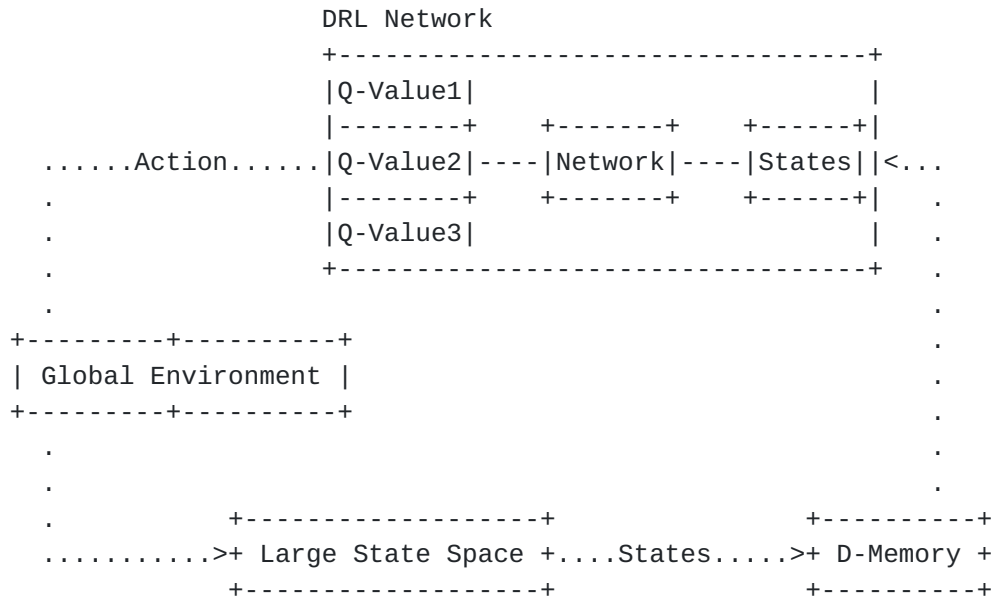 DRL Network
+-----------------------------------+
|Q-Value1|                          |
|--------+    +-------+    +------+|
......Action......|Q-Value2|----|Network|----|States||<...
.                 |--------+    +-------+    +------+|   .
.                 |Q-Value3|                          |   .
.                 +-----------------------------------+   .
.                                                         .
+---------+----------+                                      .
| Global Environment |                                      .
+---------+----------+                                      .
.                                                         .
.                                                         .
.           +--------------------+                +----------+
...........>+ Large State Space +....States.....>+ D-Memory +
+--------------------+                +----------+